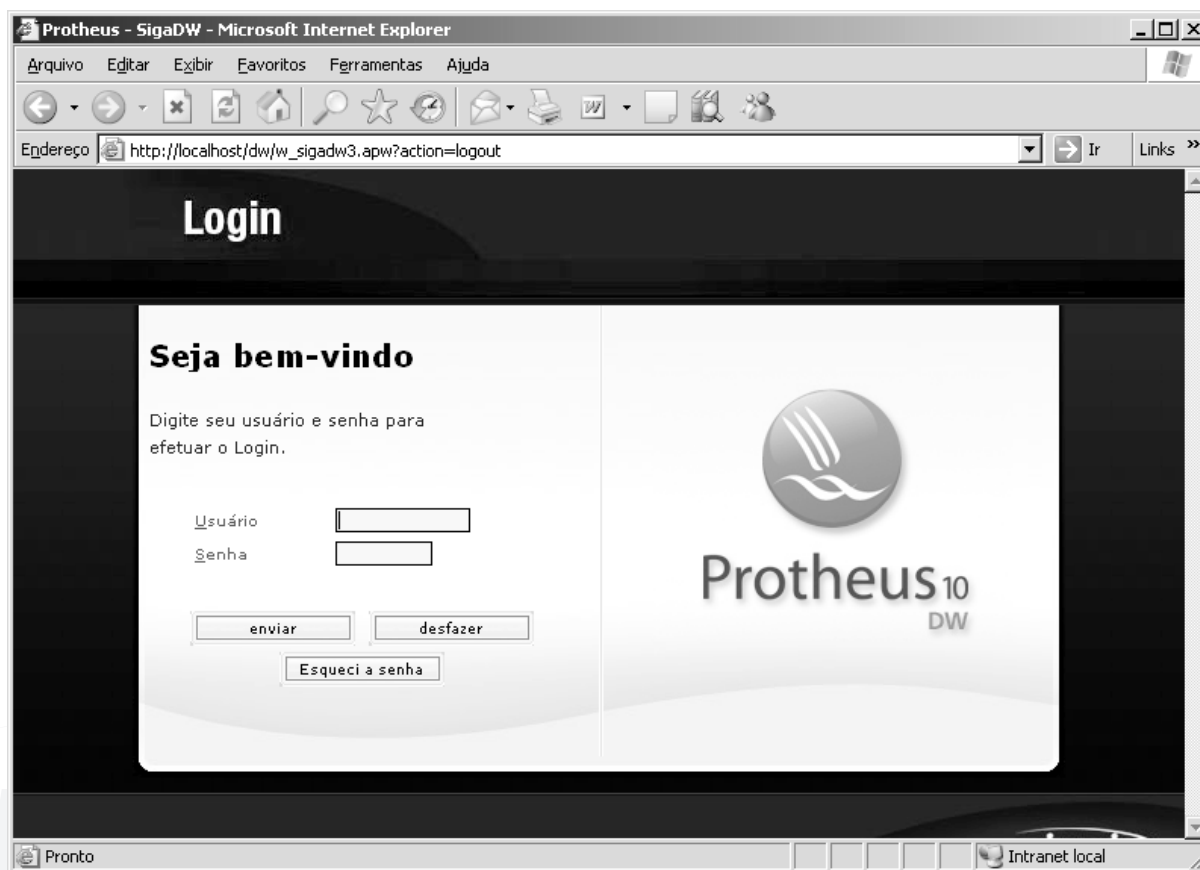 Protheus - SigaDW - Microsoft Internet Explorer
Arquivo Editar Exibir Favoritos Ferramentas Ajuda
W
Endereço http://localhost/dw/w_sigadw3.apw?action=logout Ir Links »
Login
Seja bem-vindo
Digite seu usuário e senha para
efetuar o Login.
Usuário
Senha
enviar desfazer
Esqueci a senha
Protheus 10
DW
Pronto Intranet local